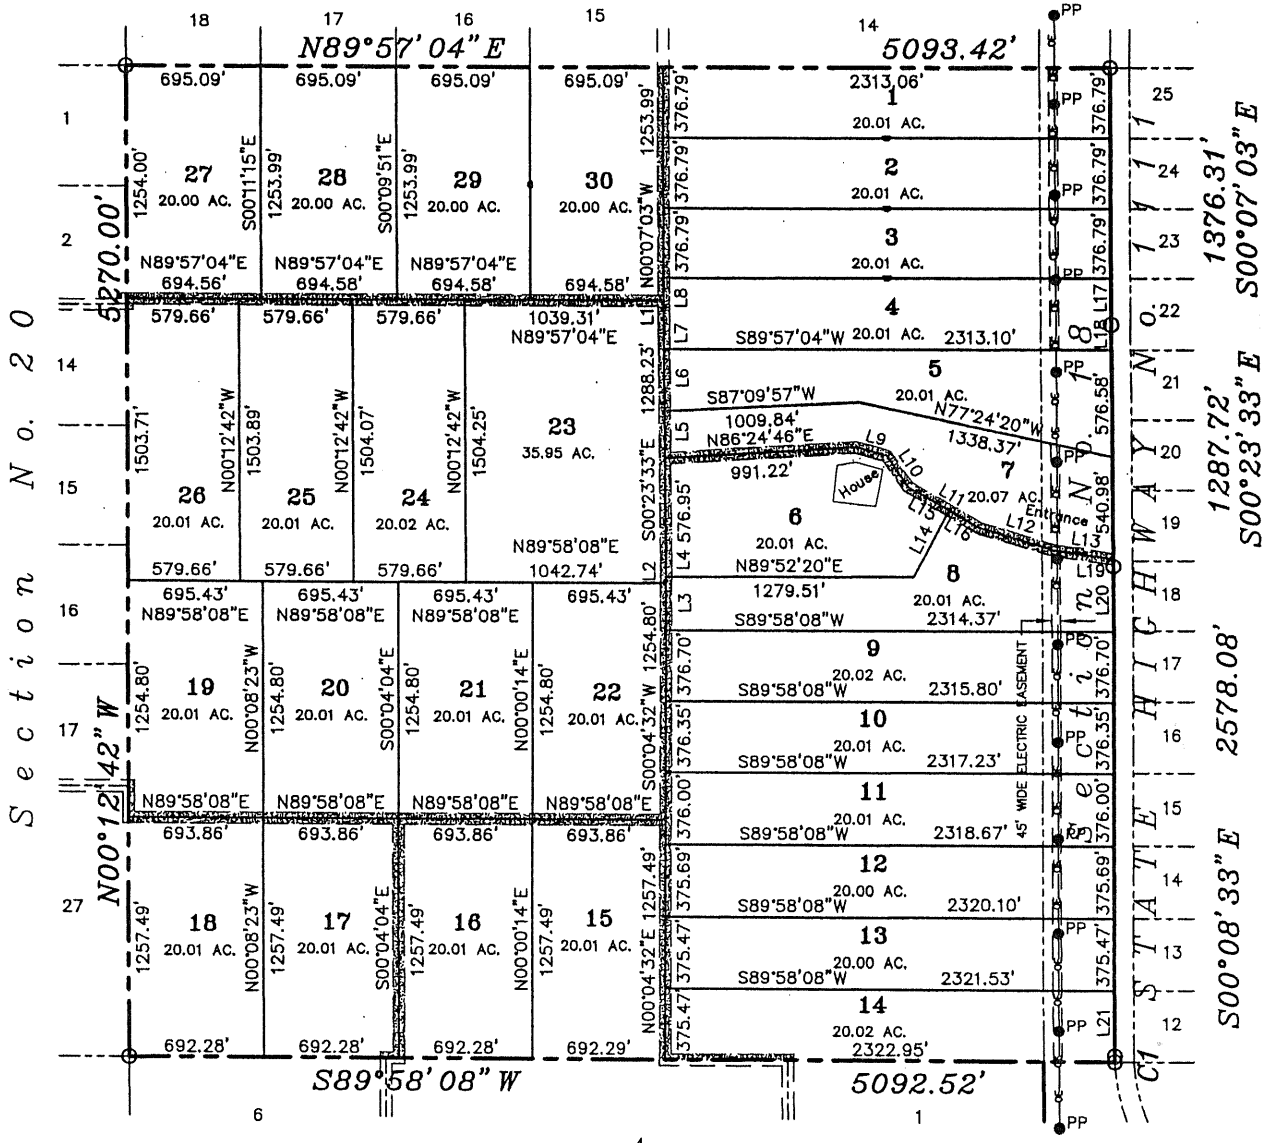 18
17
16
15
14
PP
N89°57'04"E
5093.42'
695.09'
695.09'
695.09'
695.09'
2313.06'
1
25
1
20.01 AC.
376.79'
376.79'
PP
1253.99'
1254.00'
27
20.00 AC.
S00°11'15"E
1253.99'
28
20.00 AC.
S00°09'51"E
1253.99'
29
20.00 AC.
30
20.00 AC.
N00°07'03"W
2
20.01 AC.
376.79'
376.79'
24
PP
1376.31'
S00°07'03"E
2
3
20.01 AC.
376.79'
376.79'
23
N89°57'04"E
N89°57'04"E
N89°57'04"E
694.56'
694.58'
694.58'
694.58'
5270.00'
L1
L8
L7
4
20.01 AC.
S89°57'04"W
2313.10'
L17
L18
PP
22
579.66'
579.66'
579.66'
1039.31'
N89°57'04"E
14
1503.71'
N00°12'42"W
1503.89'
N00°12'42"W
1504.07'
N00°12'42"W
1504.25'
23
35.95 AC.
26
20.01 AC.
25
20.01 AC.
24
20.02 AC.
15
1288.23'
S00°23'33"E
L6
L5
5
20.01 AC.
S87°09'57"W
1009.84'
N77°24'20"W
1338.37'
N86°24'46"E
991.22'
576.58'
PP
21
20
PP
L9
L10
L11
L12
L13
L15
L16
L14
House
7
20.07 AC.
Entrance
540.98'
19
1287.72'
S00°23'33"E
6
20.01 AC.
576.95'
L4
L2
N89°52'20"E
1279.51'
L19
N89°58'08"E
579.66'
579.66'
579.66'
1042.74'
695.43'
695.43'
695.43'
695.43'
N89°58'08"E
N89°58'08"E
N89°58'08"E
16
L3
8
20.01 AC.
S89°58'08"W
2314.37'
L20
18
1254.80'
19
20.01 AC.
N00°08'23"W
1254.80'
20
20.01 AC.
S00°04'04"E
1254.80'
21
20.01 AC.
N00°00'14"E
1254.80'
22
20.01 AC.
1254.80'
S00°04'32"W
17
9
20.02 AC.
376.70'
376.70'
S89°58'08"W
2315.80'
PP
17
10
20.01 AC.
376.35'
376.35'
S89°58'08"W
2317.23'
PP
16
45' WIDE ELECTRIC EASEMENT
2578.08'
S00°08'33"E
N89°58'08"E
N89°58'08"E
N89°58'08"E
N89°58'08"E
693.86'
693.86'
693.86'
693.86'
N00°12'42"W
11
20.01 AC.
376.00'
376.00'
S89°58'08"W
2318.67'
PP
15
27
1257.49'
18
20.01 AC.
N00°08'23"W
1257.49'
17
20.01 AC.
S00°04'04"E
1257.49'
16
20.01 AC.
N00°00'14"E
1257.49'
15
20.01 AC.
1257.49'
N00°04'32"E
12
20.00 AC.
375.69'
375.69'
S89°58'08"W
2320.10'
14
13
20.00 AC.
375.47'
375.47'
S89°58'08"W
2321.53'
PP
13
14
20.02 AC.
375.47'
L21
2322.95'
PP
12
692.28'
692.28'
692.28'
692.29'
S89°58'08"W
5092.52'
C1
6
1
PP
Section No. 20
Section No. 18
STATE HIGHWAY No. 1111